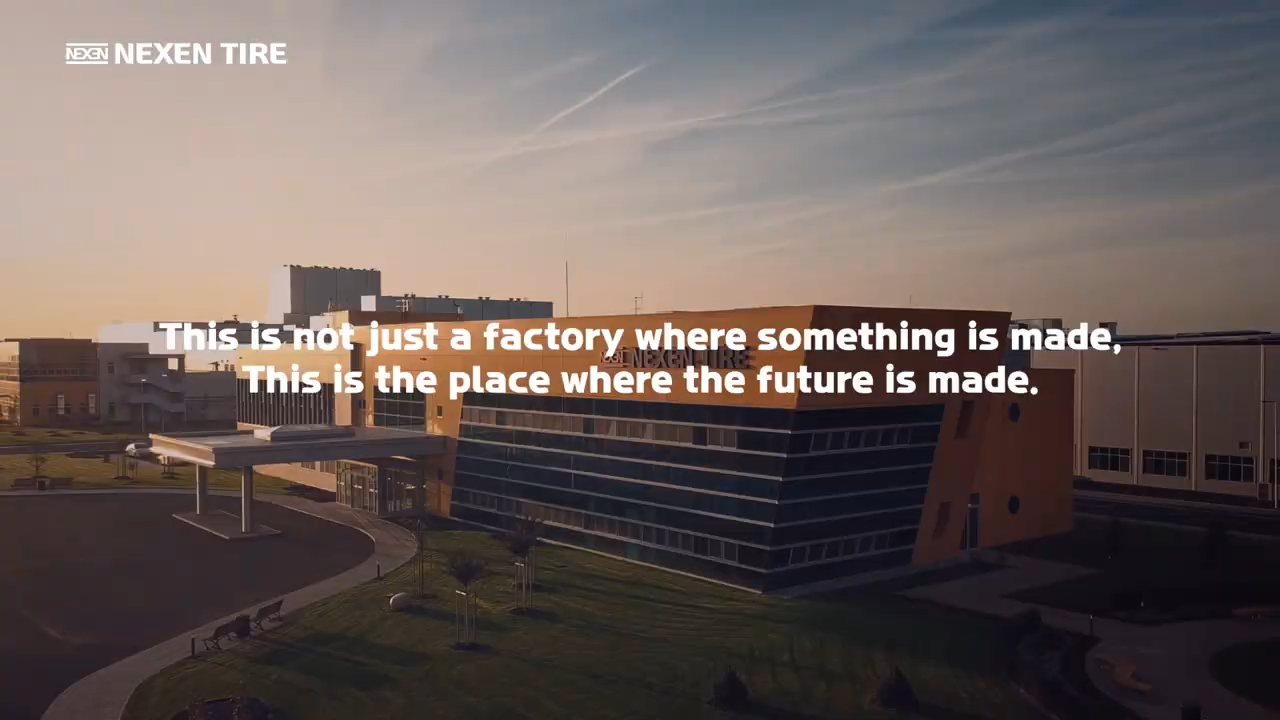 NEXEN NEXEN TIRE
This is not just a factory where something is made,
NEXEN TIRE
This is the place where the future is made.